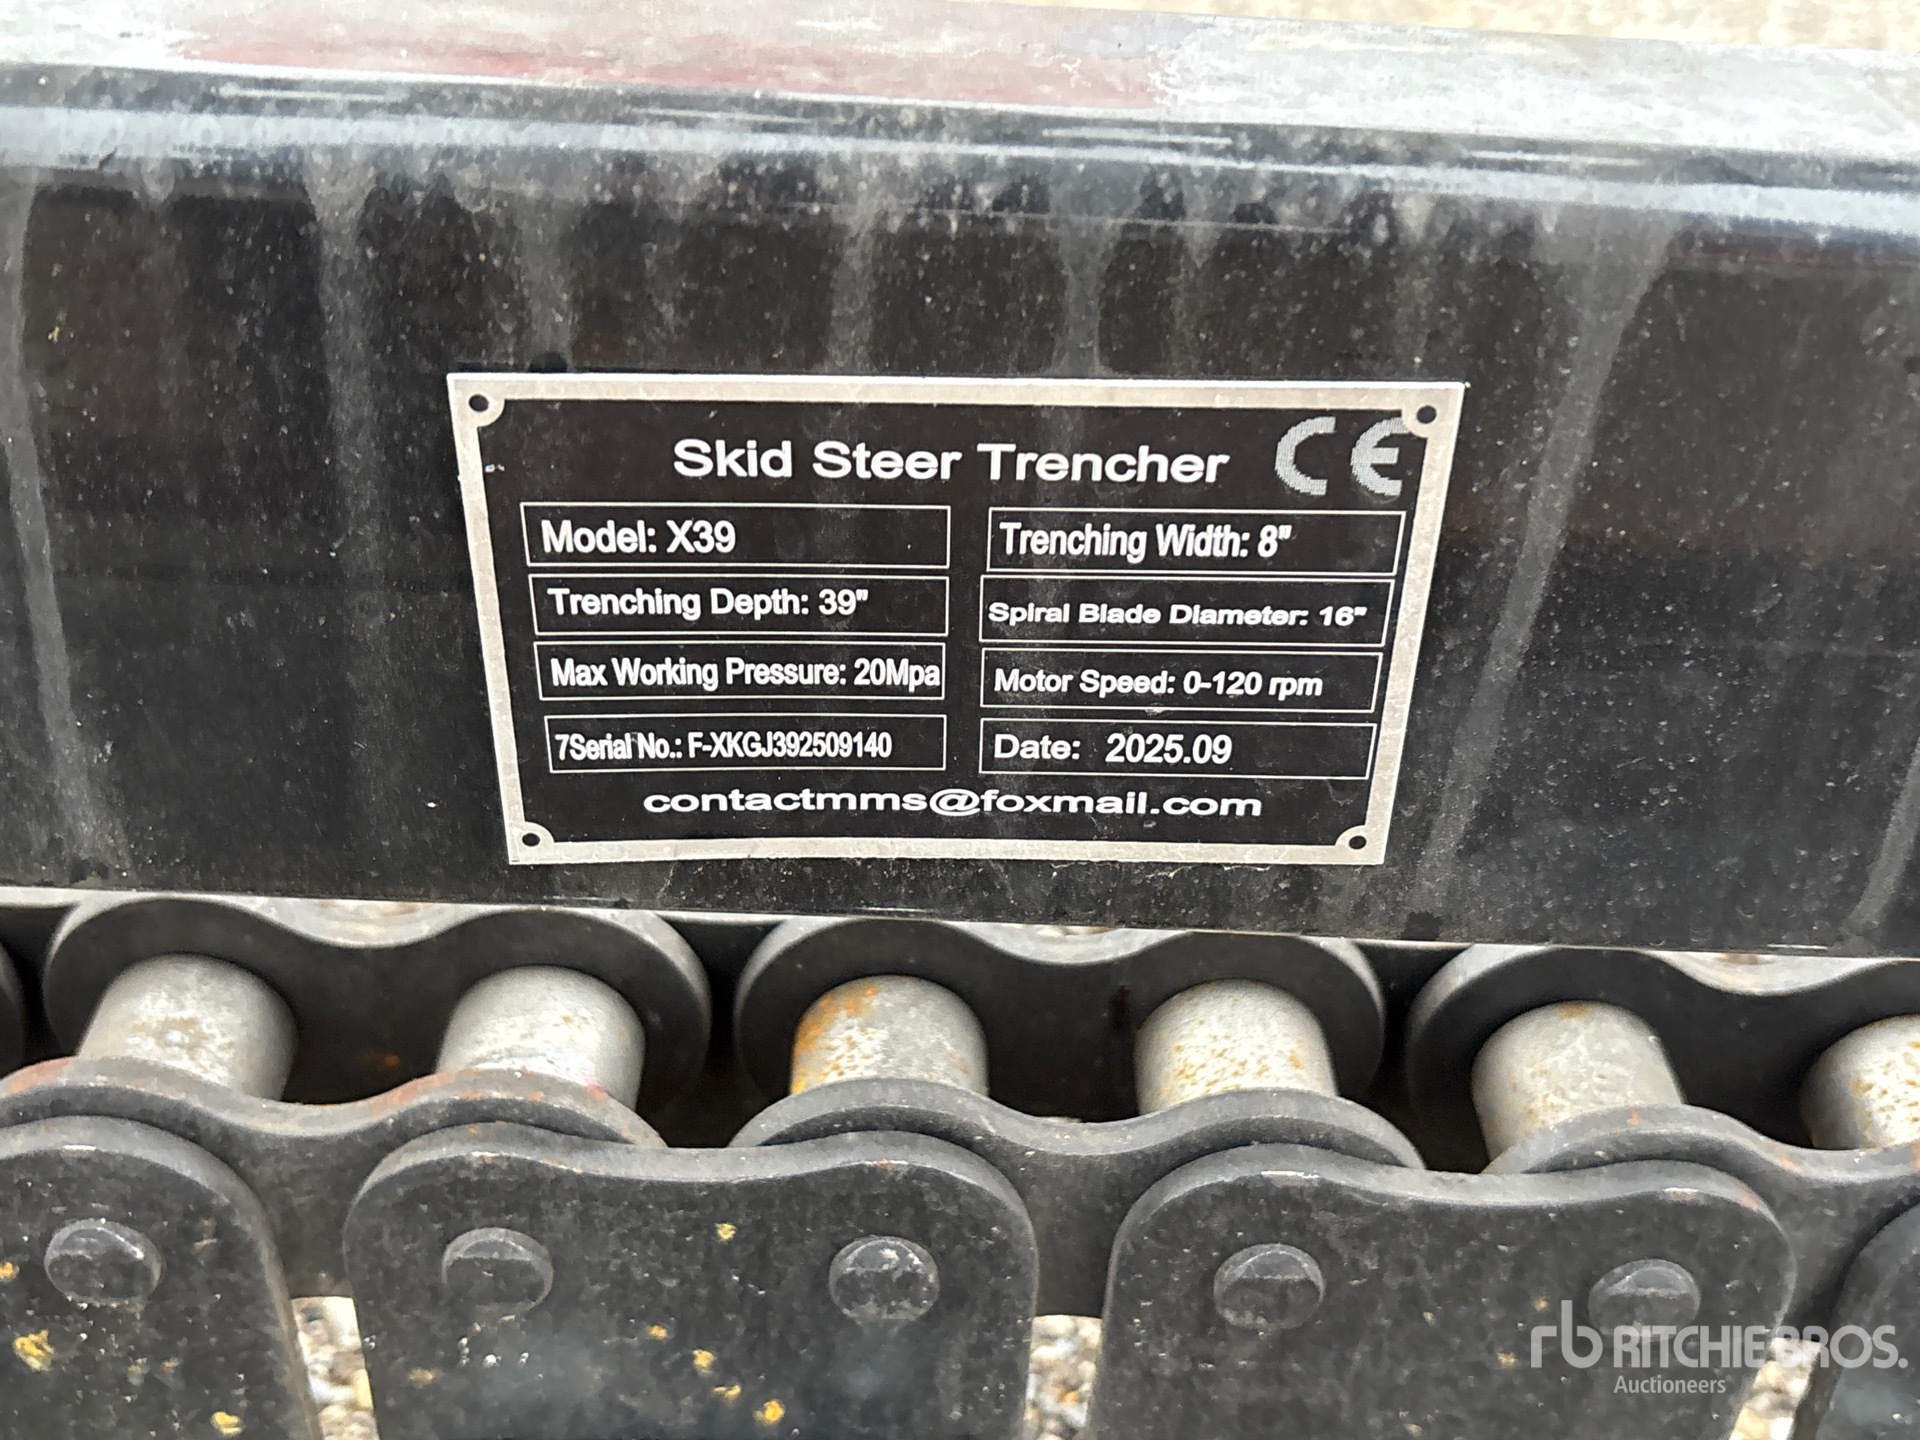 Skid Steer Trencher CE
Model: X39
Trenching Width: 8"
Trenching Depth: 39"
Spiral Blade Diameter: 16"
Max Working Pressure: 20Mpa
Motor Speed: 0-120 rpm
7Serial No.: F-XKGJ392509140
Date: 2025.09
contactmms@foxmail.com
rb RITCHIE BROS.
Auctioneers